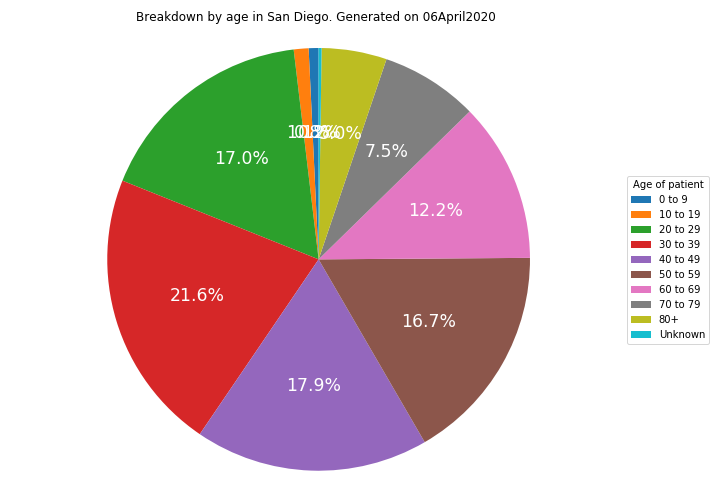 Breakdown by age in San Diego. Generated on 06April2020
17.0%
7.5%
12.2%
21.6%
16.7%
17.9%
Age of patient
0 to 9
10 to 19
20 to 29
30 to 39
40 to 49
50 to 59
60 to 69
70 to 79
80+
Unknown